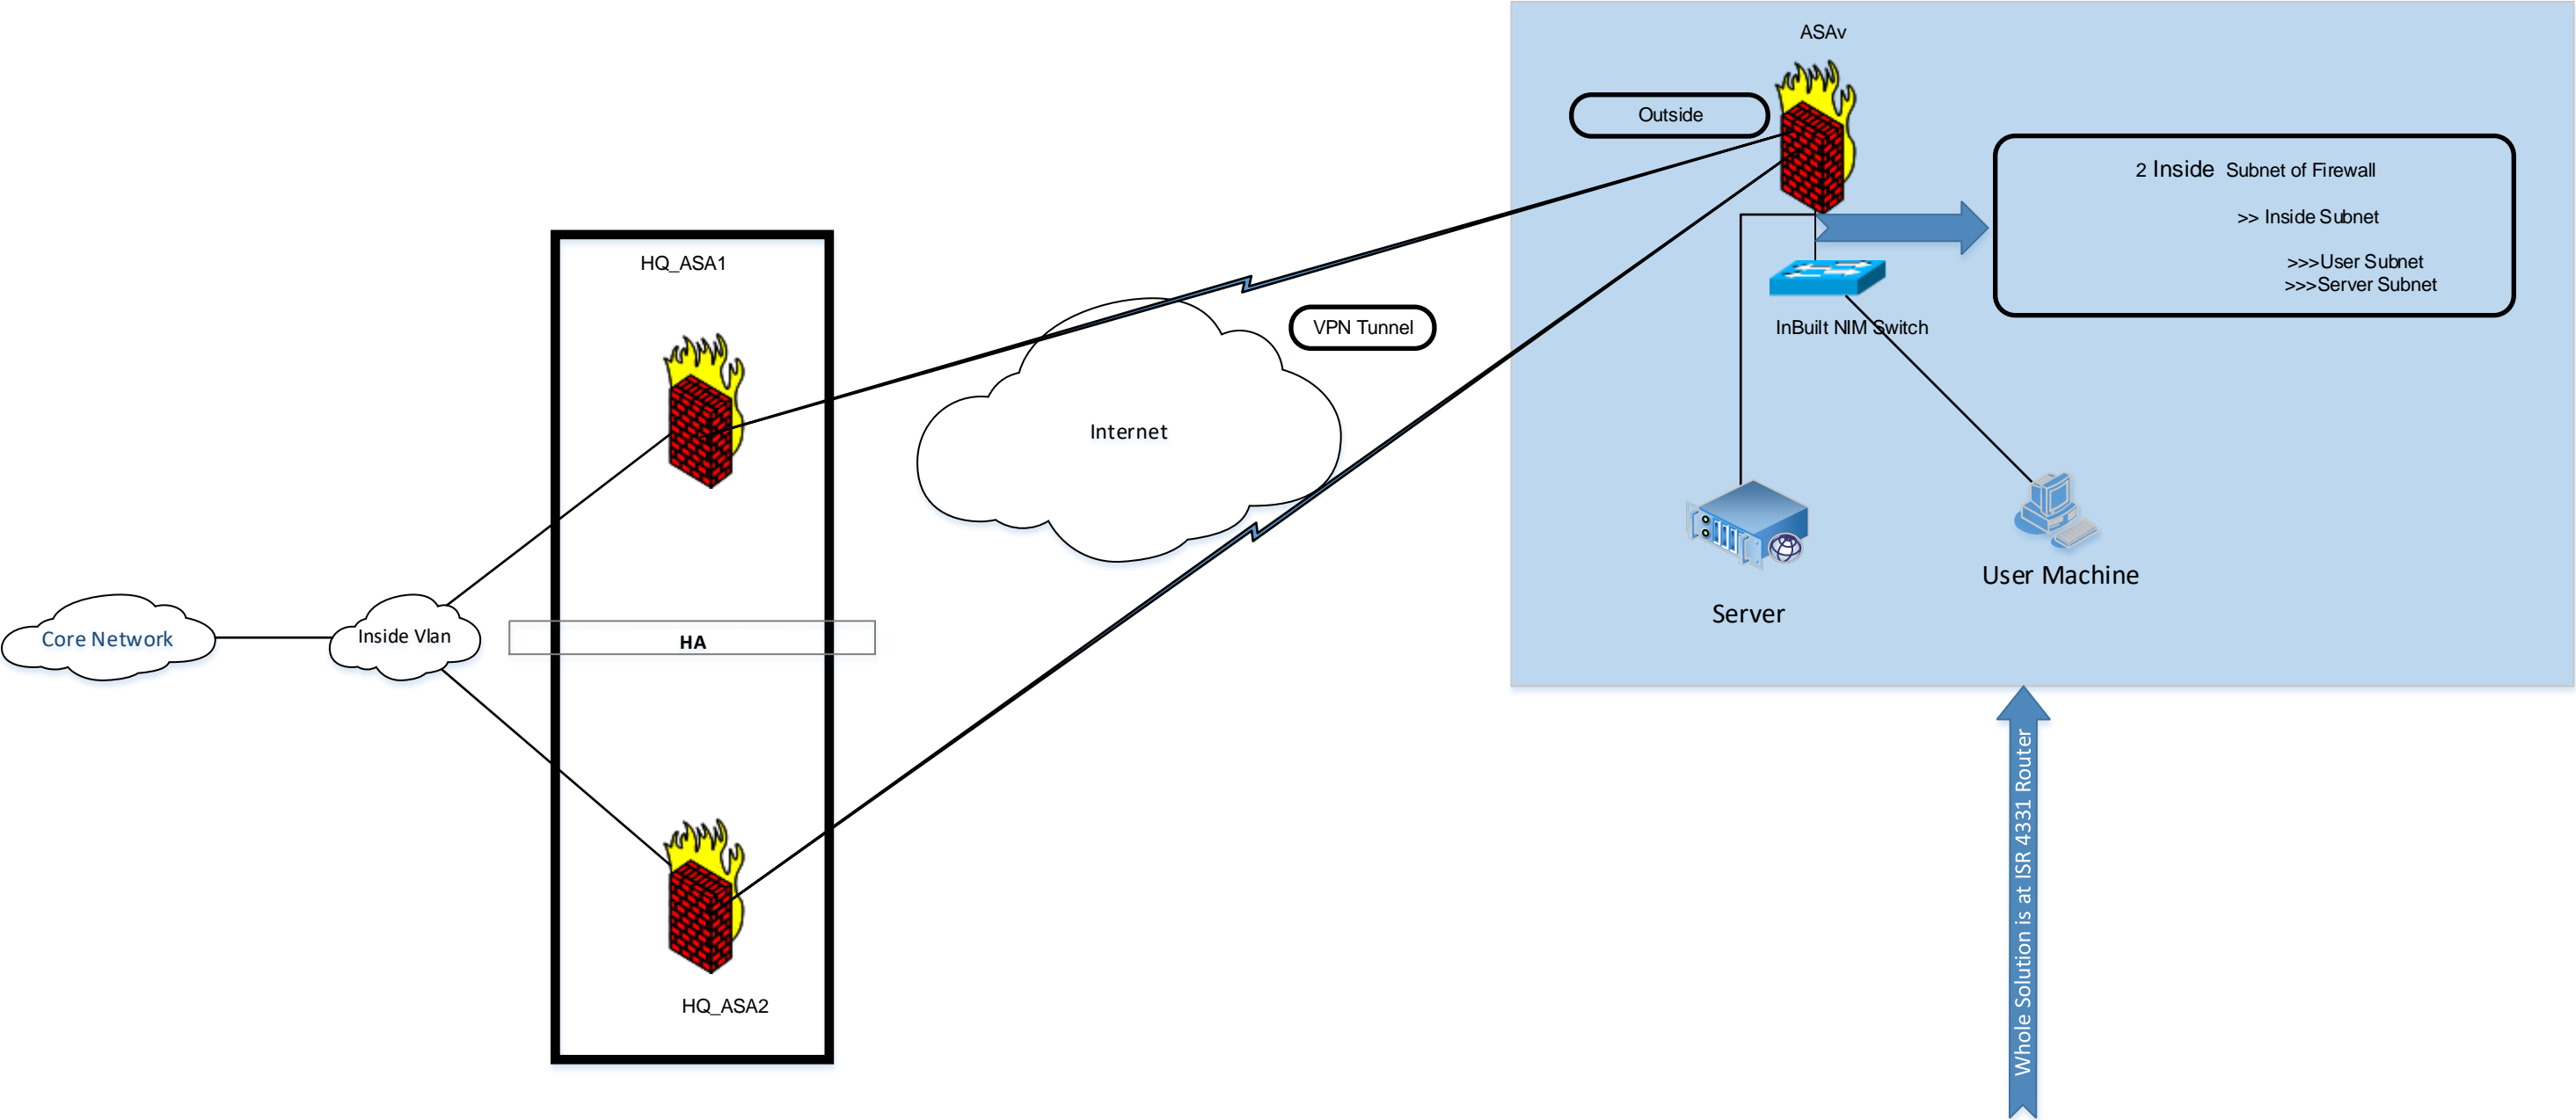 ASAv
Outside
2 Inside Subnet of Firewall
>> Inside Subnet
>>>User Subnet
>>>Server Subnet
HQ_ASA1
VPN Tunnel
InBuilt NIM Switch
Internet
User Machine
Server
Core Network
Inside Vlan
HA
HQ_ASA2
Whole Solution is at ISR 4331 Router